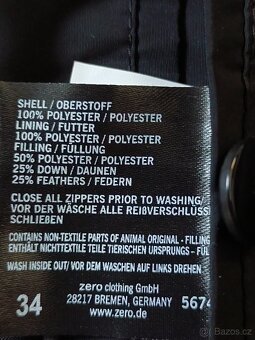 SHELL / OBERSTOFF
100% POLYESTER / POLYESTER
LINING / FUTTER
100% POLYESTER / POLYESTER
FILLING / FÜLLUNG
50% POLYESTER / POLYESTER
25% DOWN / DAUNEN
25% FEATHERS / FEDERN
CLOSE ALL ZIPPERS PRIOR TO WASHING/
VOR DER WÄSCHE ALLE REIßVERSCHLÜSS
SCHLIEßEN
CONTAINS NON-TEXTILE PARTS OF ANIMAL ORIGINAL - FILLING
ENTHÄLT NICHTTEXTILE TEILE TIERISCHEN URSPRUNGS – FÜL
WASH INSIDE OUT/ VOR DEM WASCHEN AUF LINKS DREHEN
zero clothing GmbH
34 28217 BREMEN, GERMANY 5674
www.zero.de
bazos.cz